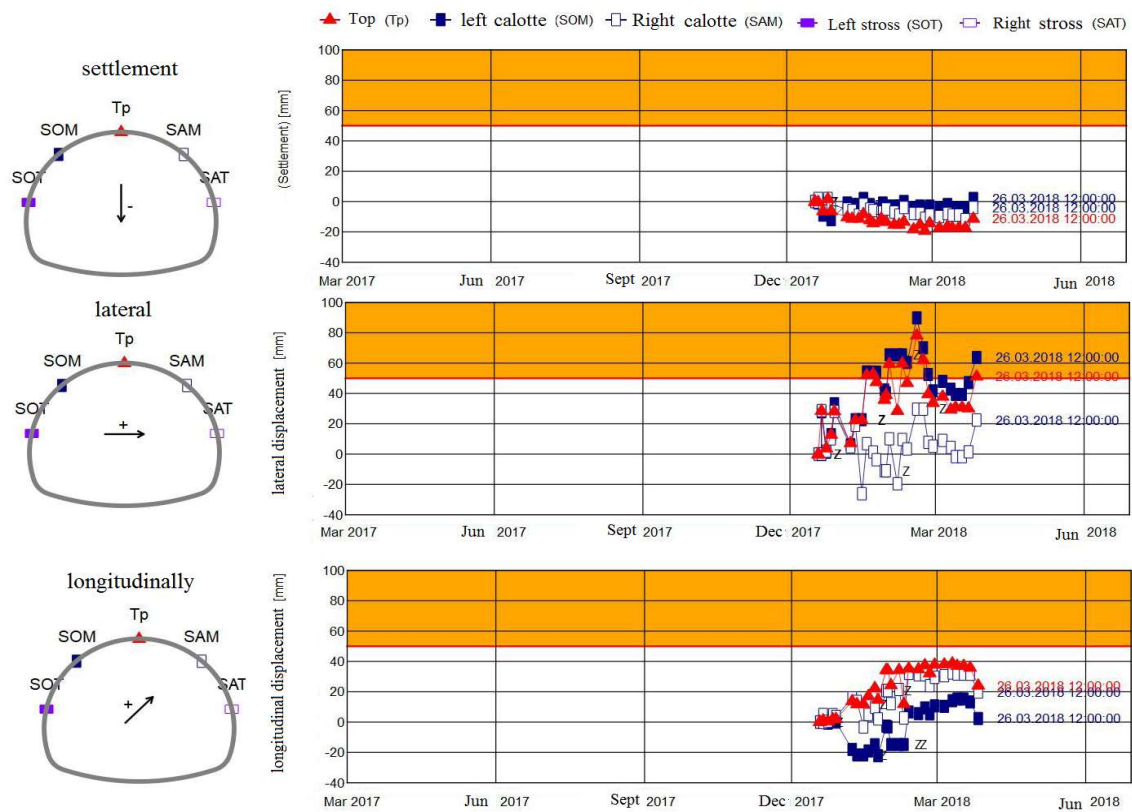 Top (Tp) left calotte (SOM) Right calotte (SAM) Left stross (SOT) Right stross (SAT)
settlement
Tp
SOM SAM
SOT SAT
-
(Settlement) [mm]
100
80
60
40
20
0
-20
-40
Z
26.03.2018 12:00:00
26.03.2018 12:00:00
26.03.2018 12:00:00
Mar 2017 Jun 2017 Sept 2017 Dec 2017 Mar 2018 Jun 2018
lateral
Tp
SOM SAM
SOT SAT
+
lateral displacement [mm]
100
80
60
40
20
0
-20
-40
Z
Z
Z
Z
Z
26.03.2018 12:00:00
26.03.2018 12:00:00
26.03.2018 12:00:00
Mar 2017 Jun 2017 Sept 2017 Dec 2017 Mar 2018 Jun 2018
longitudinally
Tp
SOM SAM
SOT SAT
+
longitudinal displacement [mm]
100
80
60
40
20
0
-20
-40
Z
Z
Z
Z
ZZ
26.03.2018 12:00:00
26.03.2018 12:00:00
26.03.2018 12:00:00
Mar 2017 Jun 2017 Sept 2017 Dec 2017 Mar 2018 Jun 2018